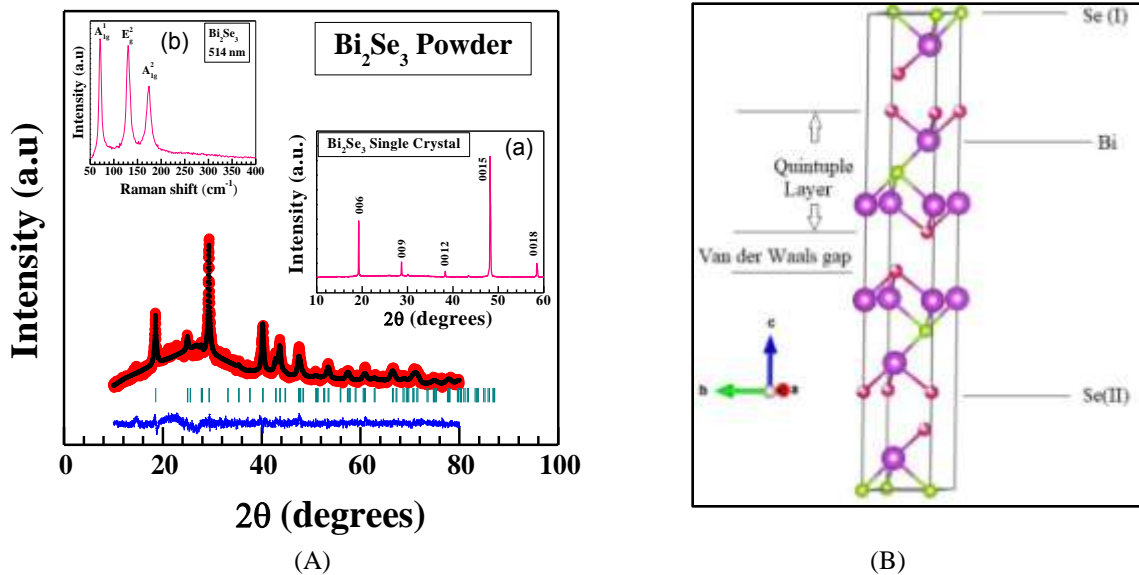 Bi2Se3 Powder
Intensity (a.u)
2θ (degrees)
0 20 40 60 80 100
(b)
A1g1 Eg2 A1g2
Bi2Se3
514 nm
Intensity (a.u)
50 100 150 200 250 300 350 400
Raman shift (cm-1)
(a)
Bi2Se3 Single Crystal
Intensity (a.u.)
006
009
0012
0015
0018
10 20 30 40 50 60
2θ (degrees)
(A)
Se (I)
Bi
Quintuple
Layer
Van der Waals gap
c
b
a
Se(II)
(B)